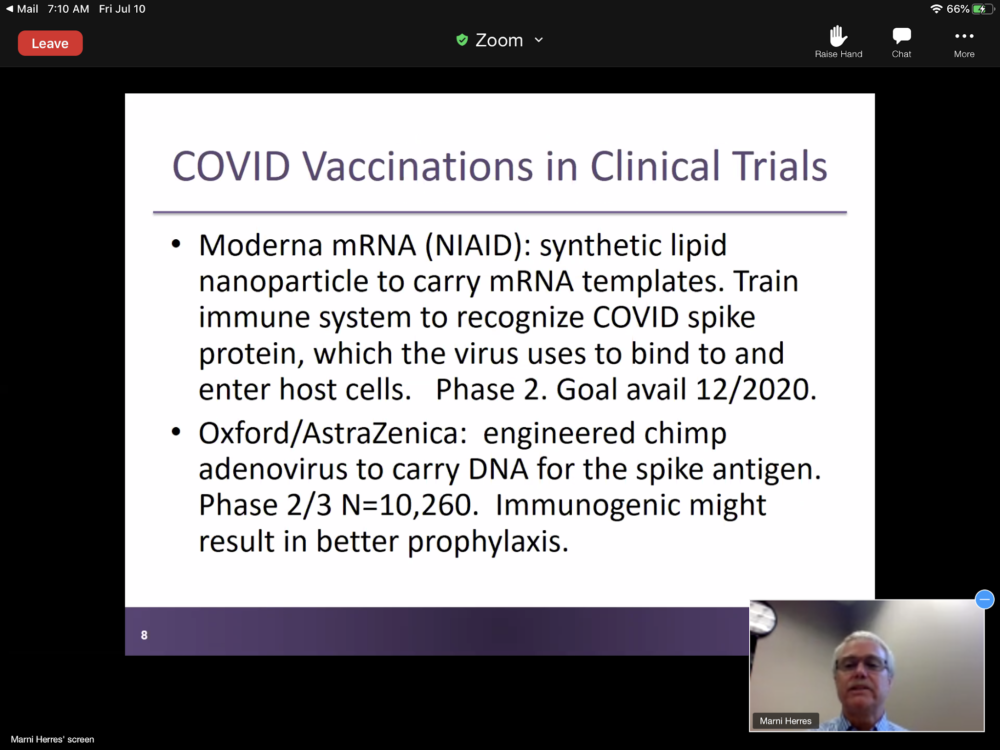 Mail 7:10 AM Fri Jul 10
66%
Leave
Zoom
Raise Hand
Chat
More
COVID Vaccinations in Clinical Trials
• Moderna mRNA (NIAID): synthetic lipid
nanoparticle to carry mRNA templates. Train
immune system to recognize COVID spike
protein, which the virus uses to bind to and
enter host cells. Phase 2. Goal avail 12/2020.
• Oxford/AstraZenica: engineered chimp
adenovirus to carry DNA for the spike antigen.
Phase 2/3 N=10,260. Immunogenic might
result in better prophylaxis.
8
Marni Herres
Marni Herres' screen